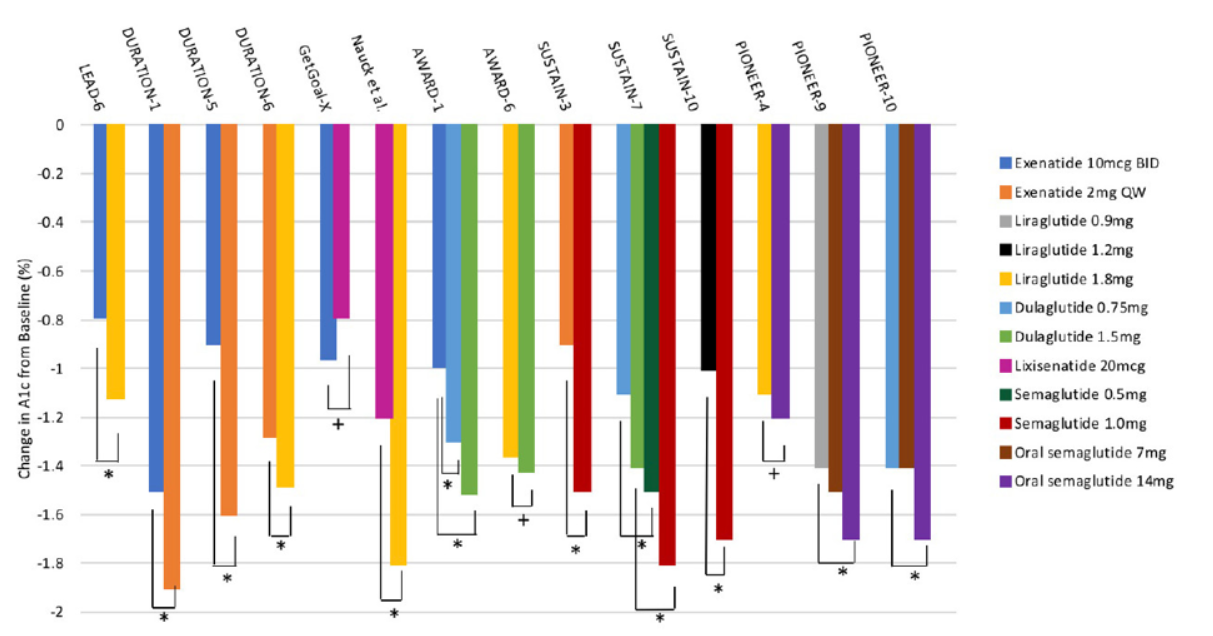 LEAD-6
DURATION-1
DURATION-5
DURATION-6
GetGoal-X
Nauck et al.
AWARD-1
AWARD-6
SUSTAIN-3
SUSTAIN-7
SUSTAIN-10
PIONEER-4
PIONEER-9
PIONEER-10
Change in A1c from Baseline (%)
0
-0.2
-0.4
-0.6
-0.8
-1
-1.2
-1.4
-1.6
-1.8
-2
*
*
*
*
+
*
*
*
+
*
*
*
*
+
*
*
Exenatide 10mcg BID
Exenatide 2mg QW
Liraglutide 0.9mg
Liraglutide 1.2mg
Liraglutide 1.8mg
Dulaglutide 0.75mg
Dulaglutide 1.5mg
Lixisenatide 20mcg
Semaglutide 0.5mg
Semaglutide 1.0mg
Oral semaglutide 7mg
Oral semaglutide 14mg